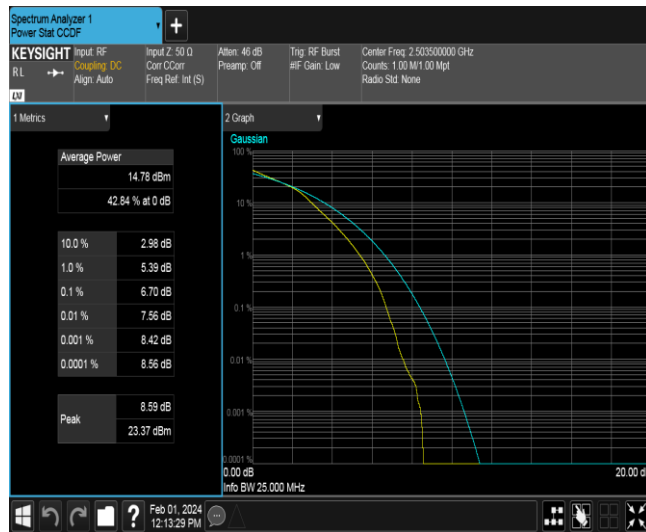 Spectrum Analyzer 1
Power Stat CCDF
KEYSIGHT
RL
LXI
Input: RF
Coupling: DC
Align: Auto
Input Z: 50 Ω
Corr CCorr
Freq Ref: Int (S)
Atten: 46 dB
Preamp: Off
Trig: RF Burst
#IF Gain: Low
Center Freq: 2.503500000 GHz
Counts: 1.00 M/1.00 Mpt
Radio Std: None
1 Metrics
Average Power
14.78 dBm
42.84 % at 0 dB
10.0 % 2.98 dB
1.0 % 5.39 dB
0.1 % 6.70 dB
0.01 % 7.56 dB
0.001 % 8.42 dB
0.0001 % 8.56 dB
Peak
8.59 dB
23.37 dBm
2 Graph
Gaussian
100 %
10 %
1 %
0.1 %
0.01 %
0.001 %
0.0001 %
0.00 dB
20.00 d
Info BW 25.000 MHz
?
Feb 01, 2024
12:13:29 PM